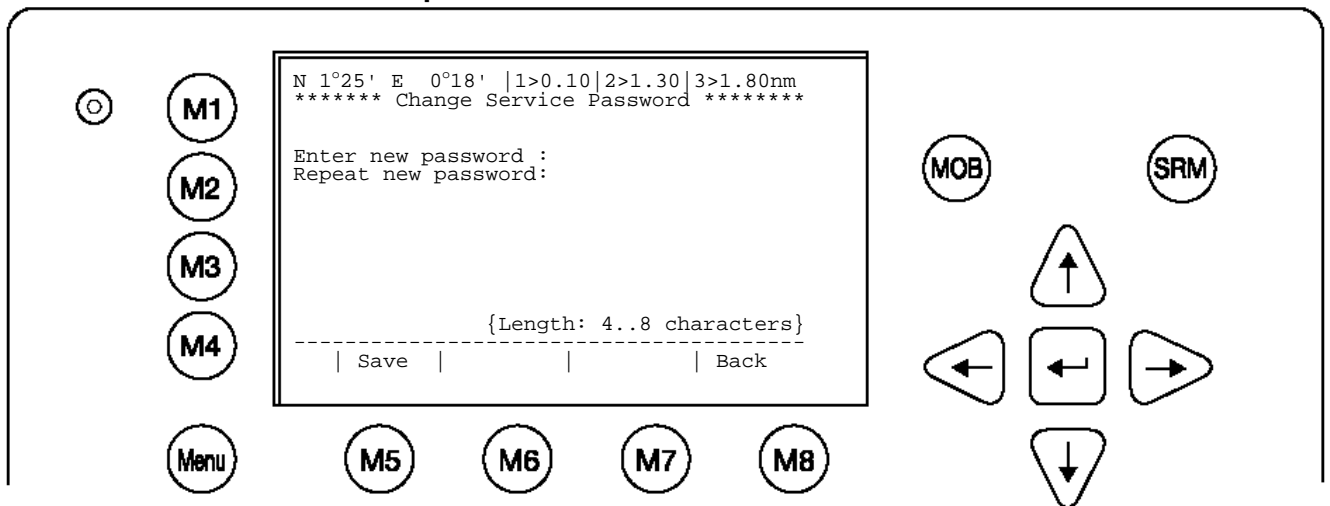 N 1°25' E  0°18' |1>0.10|2>1.30|3>1.80nm
******* Change Service Password ********
Enter new password :
Repeat new password:
{Length: 4..8 characters}
----------------------------------------
| Save | | | Back
M1
M2
M3
M4
Menu
M5
M6
M7
M8
MOB
SRM